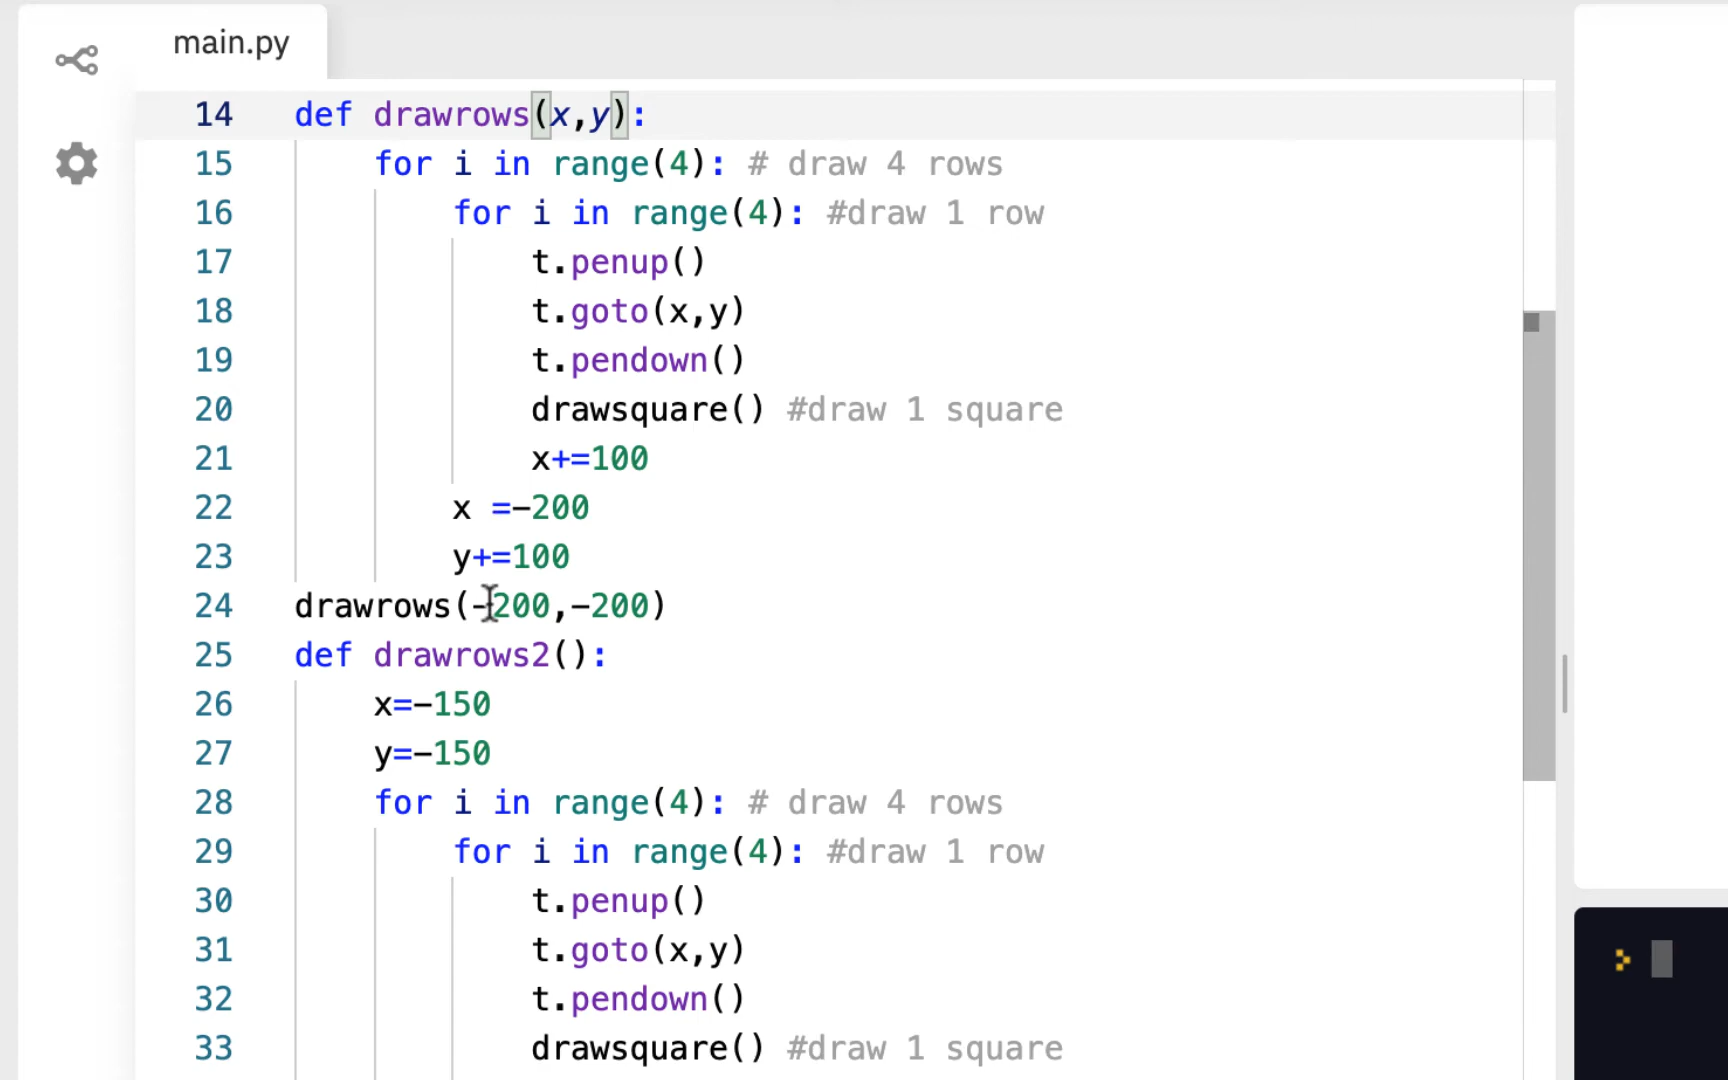 main.py
14 def drawrows(x,y):
15 for i in range(4): # draw 4 rows
16 for i in range(4): #draw 1 row
17 t.penup()
18 t.goto(x,y)
19 t.pendown()
20 drawsquare() #draw 1 square
21 x+=100
22 x =-200
23 y+=100
24 drawrows(-200,-200)
25 def drawrows2():
26 x=-150
27 y=-150
28 for i in range(4): # draw 4 rows
29 for i in range(4): #draw 1 row
30 t.penup()
31 t.goto(x,y)
32 t.pendown()
33 drawsquare() #draw 1 square